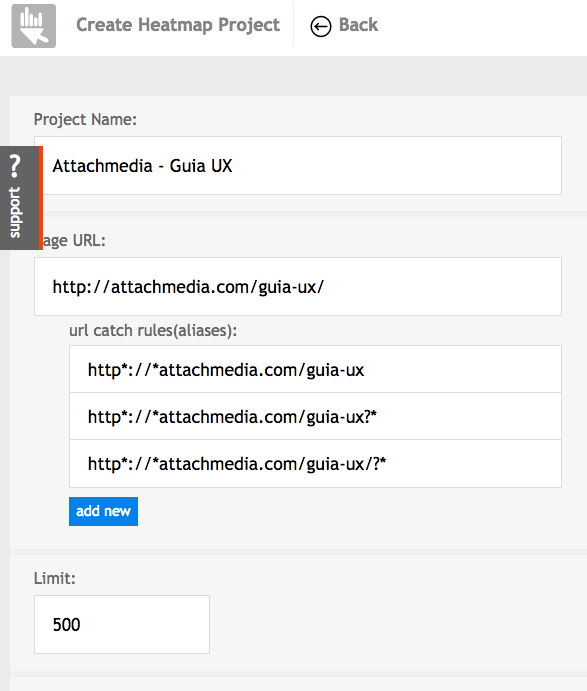 Create Heatmap Project
Back
Project Name:
Attachmedia - Guia UX
? support
age URL:
http://attachmedia.com/guia-ux/
url catch rules(aliases):
http*://*attachmedia.com/guia-ux
http*://*attachmedia.com/guia-ux?*
http*://*attachmedia.com/guia-ux/?*
add new
Limit:
500